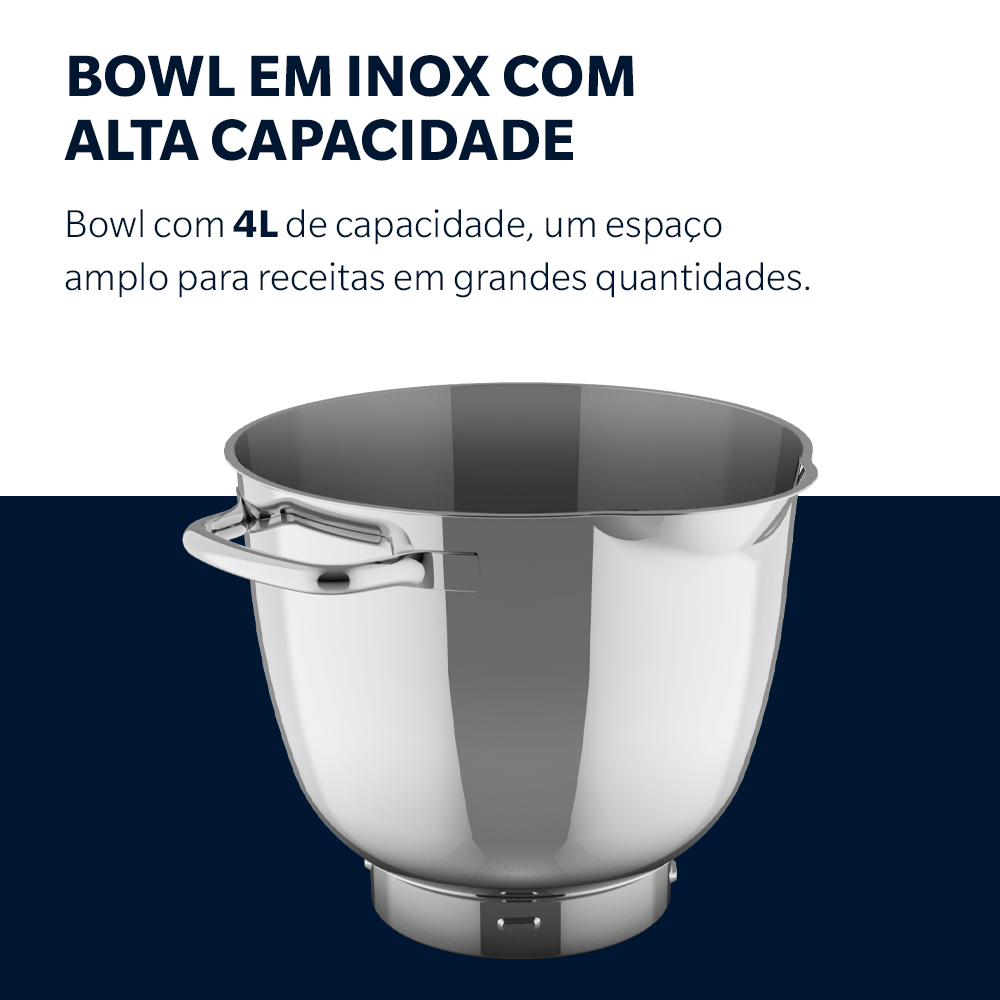 BOWL EM INOX COM
ALTA CAPACIDADE
Bowl com 4L de capacidade, um espaço
amplo para receitas em grandes quantidades.